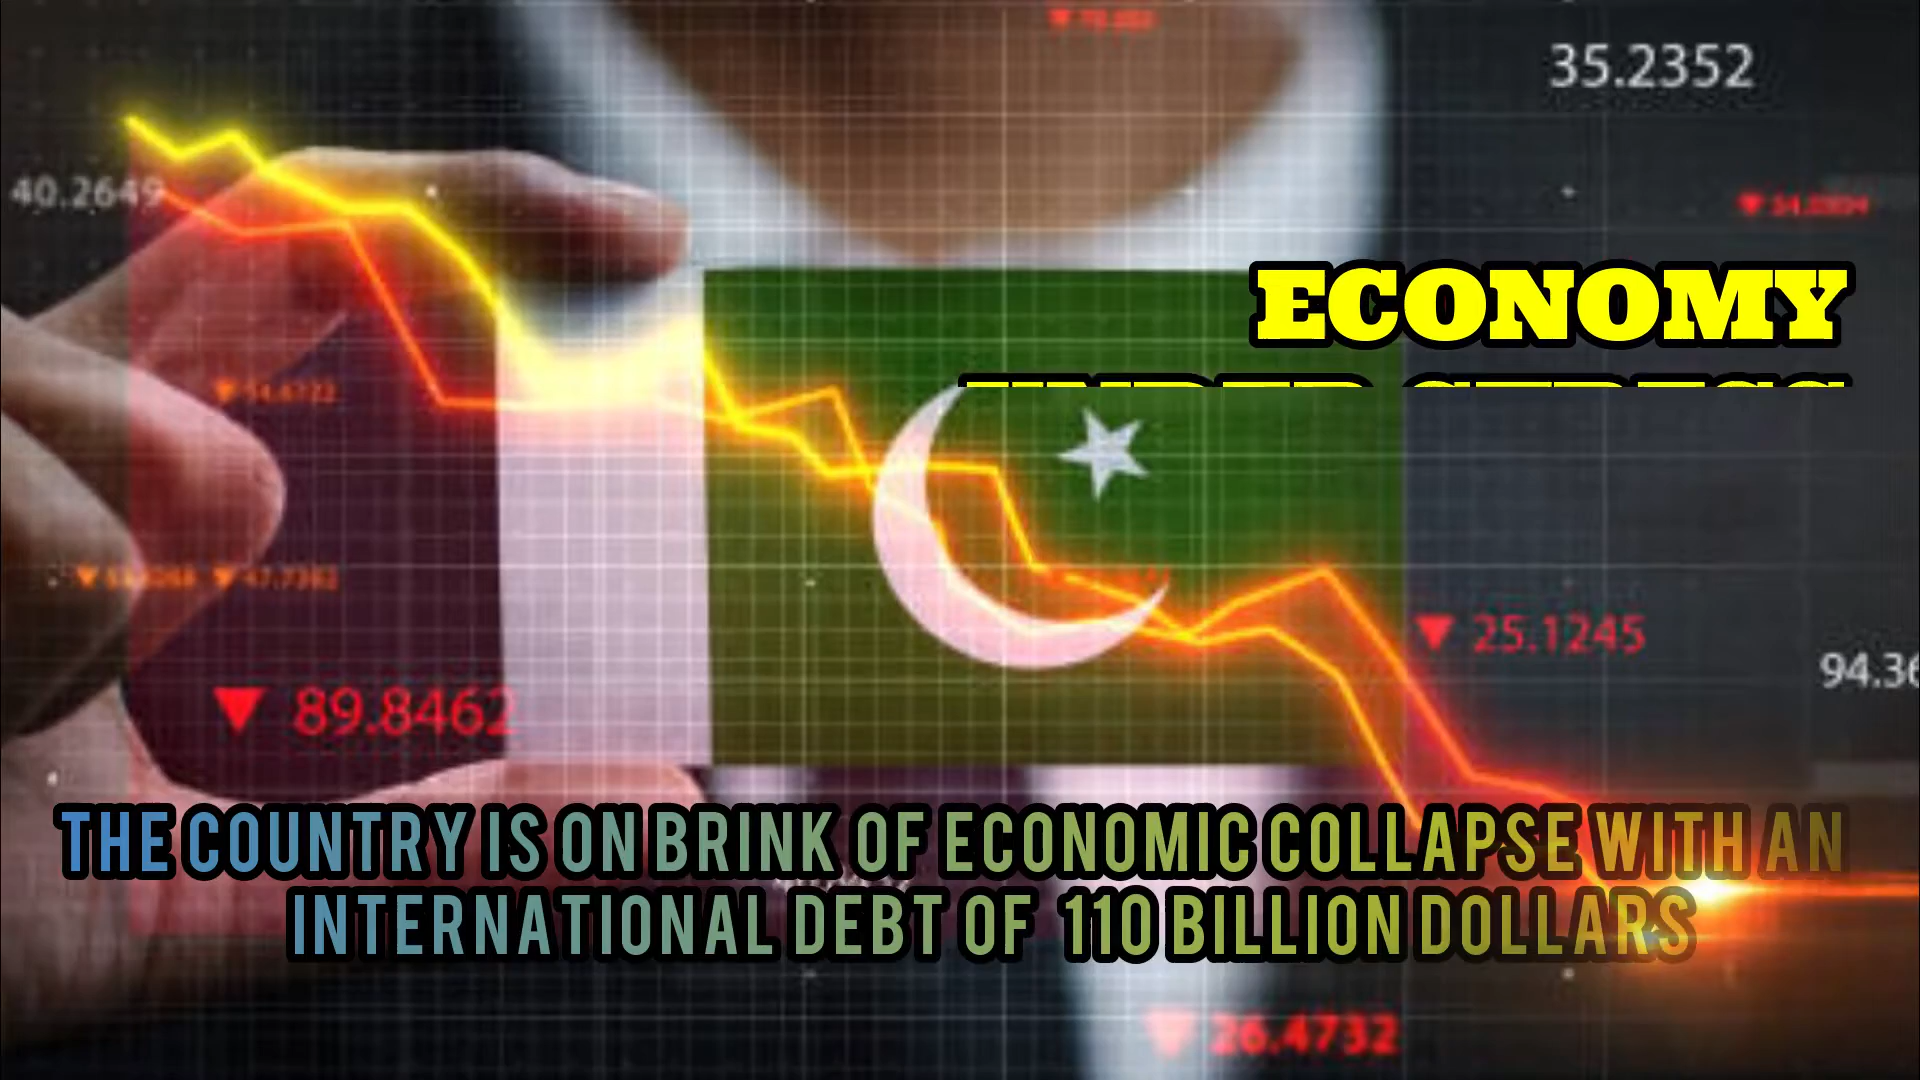 35.2352
40.2649
ECONOMY
▼ 25.1245
94.36
▼ 89.8462
THE COUNTRY IS ON BRINK OF ECONOMIC COLLAPSE WITH AN
INTERNATIONAL DEBT OF 110 BILLION DOLLARS
▼ 26.4732